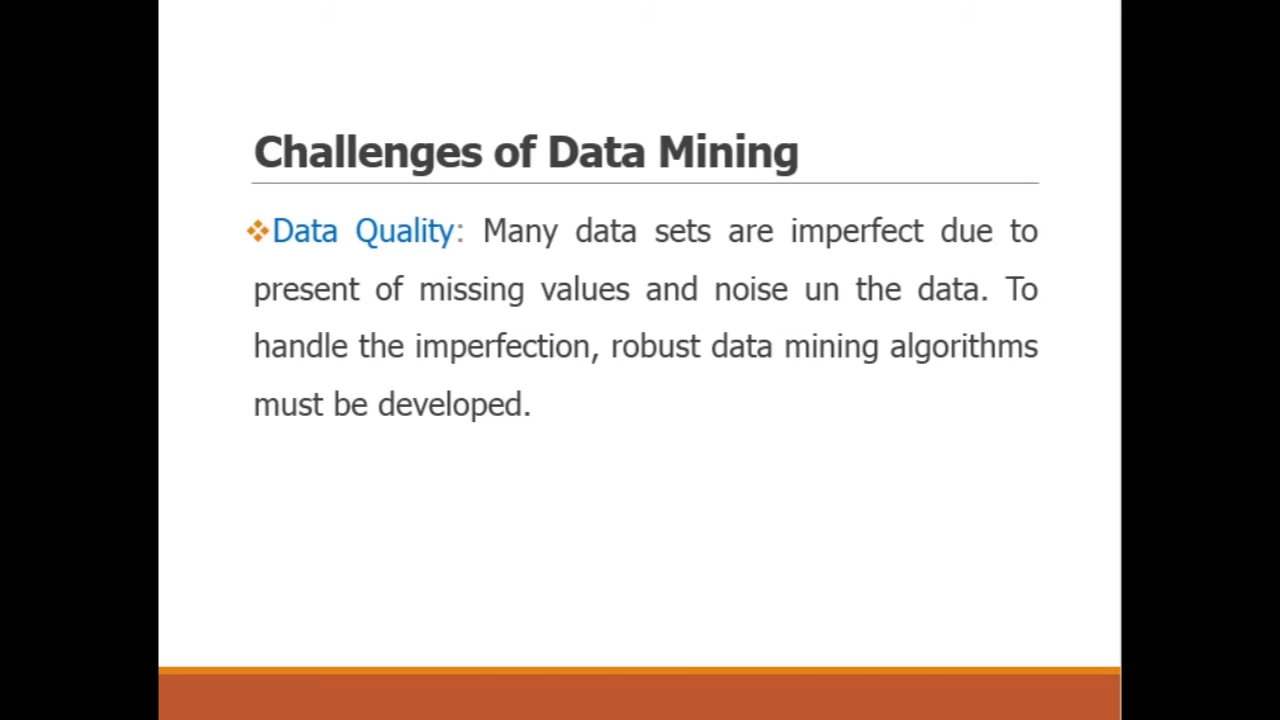 Challenges of Data Mining
❖Data Quality: Many data sets are imperfect due to
present of missing values and noise un the data. To
handle the imperfection, robust data mining algorithms
must be developed.